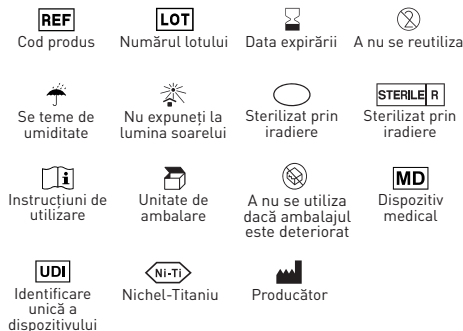 REF LOT
Cod produs Numărul lotului Data expirării A nu se reutiliza
2
STERILE R
Se teme de umiditate
Nu expuneți la lumina soarelui
Sterilizat prin iradiere
Sterilizat prin iradiere
i
MD
Instrucțiuni de utilizare
Unitate de ambalare
A nu se utiliza dacă ambalajul este deteriorat
Dispozitiv medical
UDI Ni-Ti
Identificare unică a dispozitivului
Nichel-Titaniu
Producător